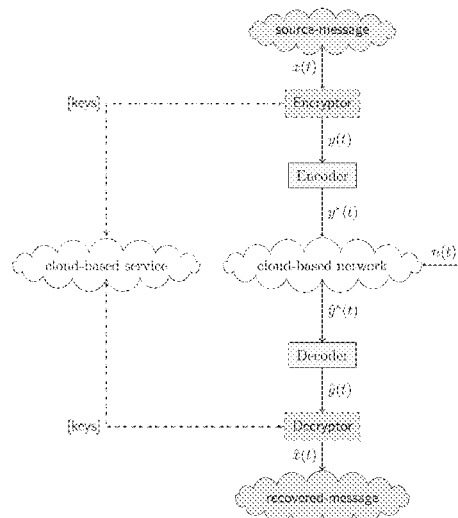 source-message
x(t)
[keys]
Encryptor
y(t)
Encoder
y^(t)
cloud-based service
cloud-based network
n(t)
ŷ^(t)
Decoder
ŷ(t)
[keys]
Decryptor
x̂(t)
recovered-message